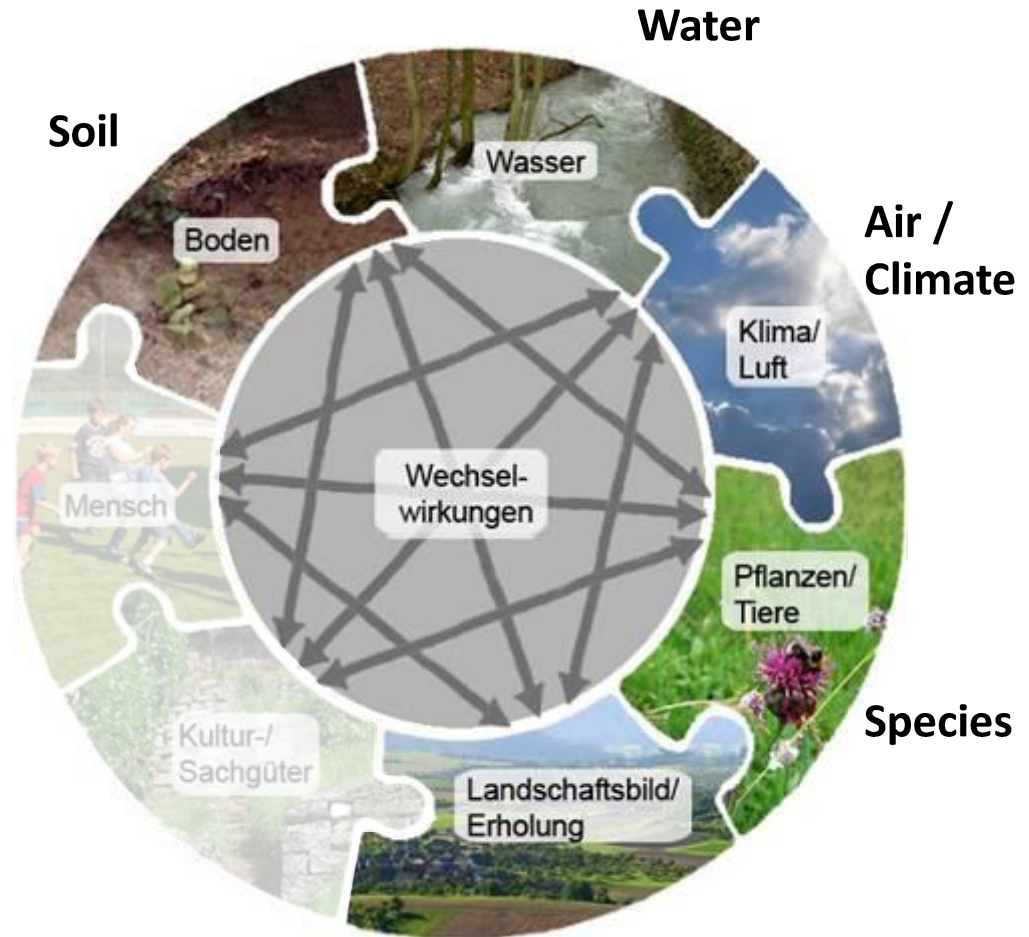 Water
Soil
Wasser
Boden
Air /
Climate
Klima/
Luft
Wechsel-
wirkungen
Mensch
Pflanzen/
Tiere
Species
Kultur-/
Sachgüter
Landschaftsbild/
Erholung